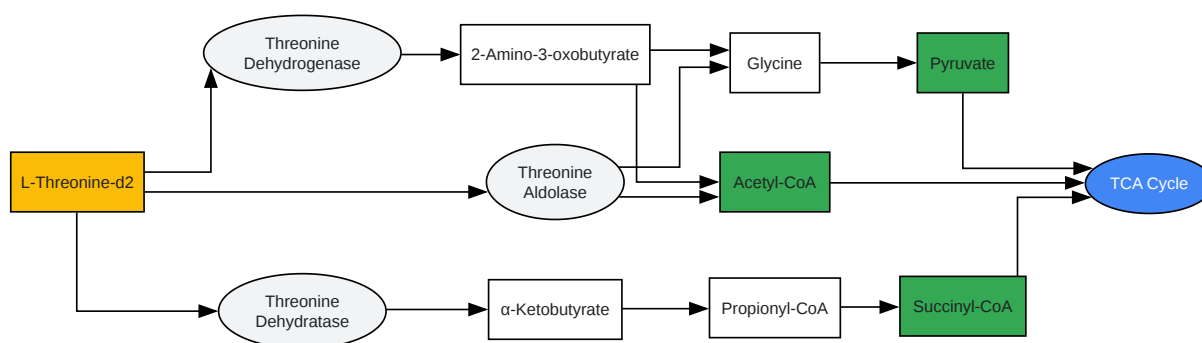 Threonine
Dehydrogenase
2-Amino-3-oxobutyrate
Glycine
Pyruvate
L-Threonine-d2
Threonine
Aldolase
Acetyl-CoA
TCA Cycle
Threonine
Dehydratase
α-Ketobutyrate
Propionyl-CoA
Succinyl-CoA